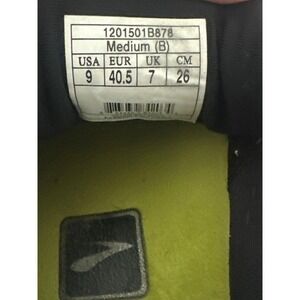 1201501B878
Medium (B)
USA EUR UK CM
9 40.5 7 26